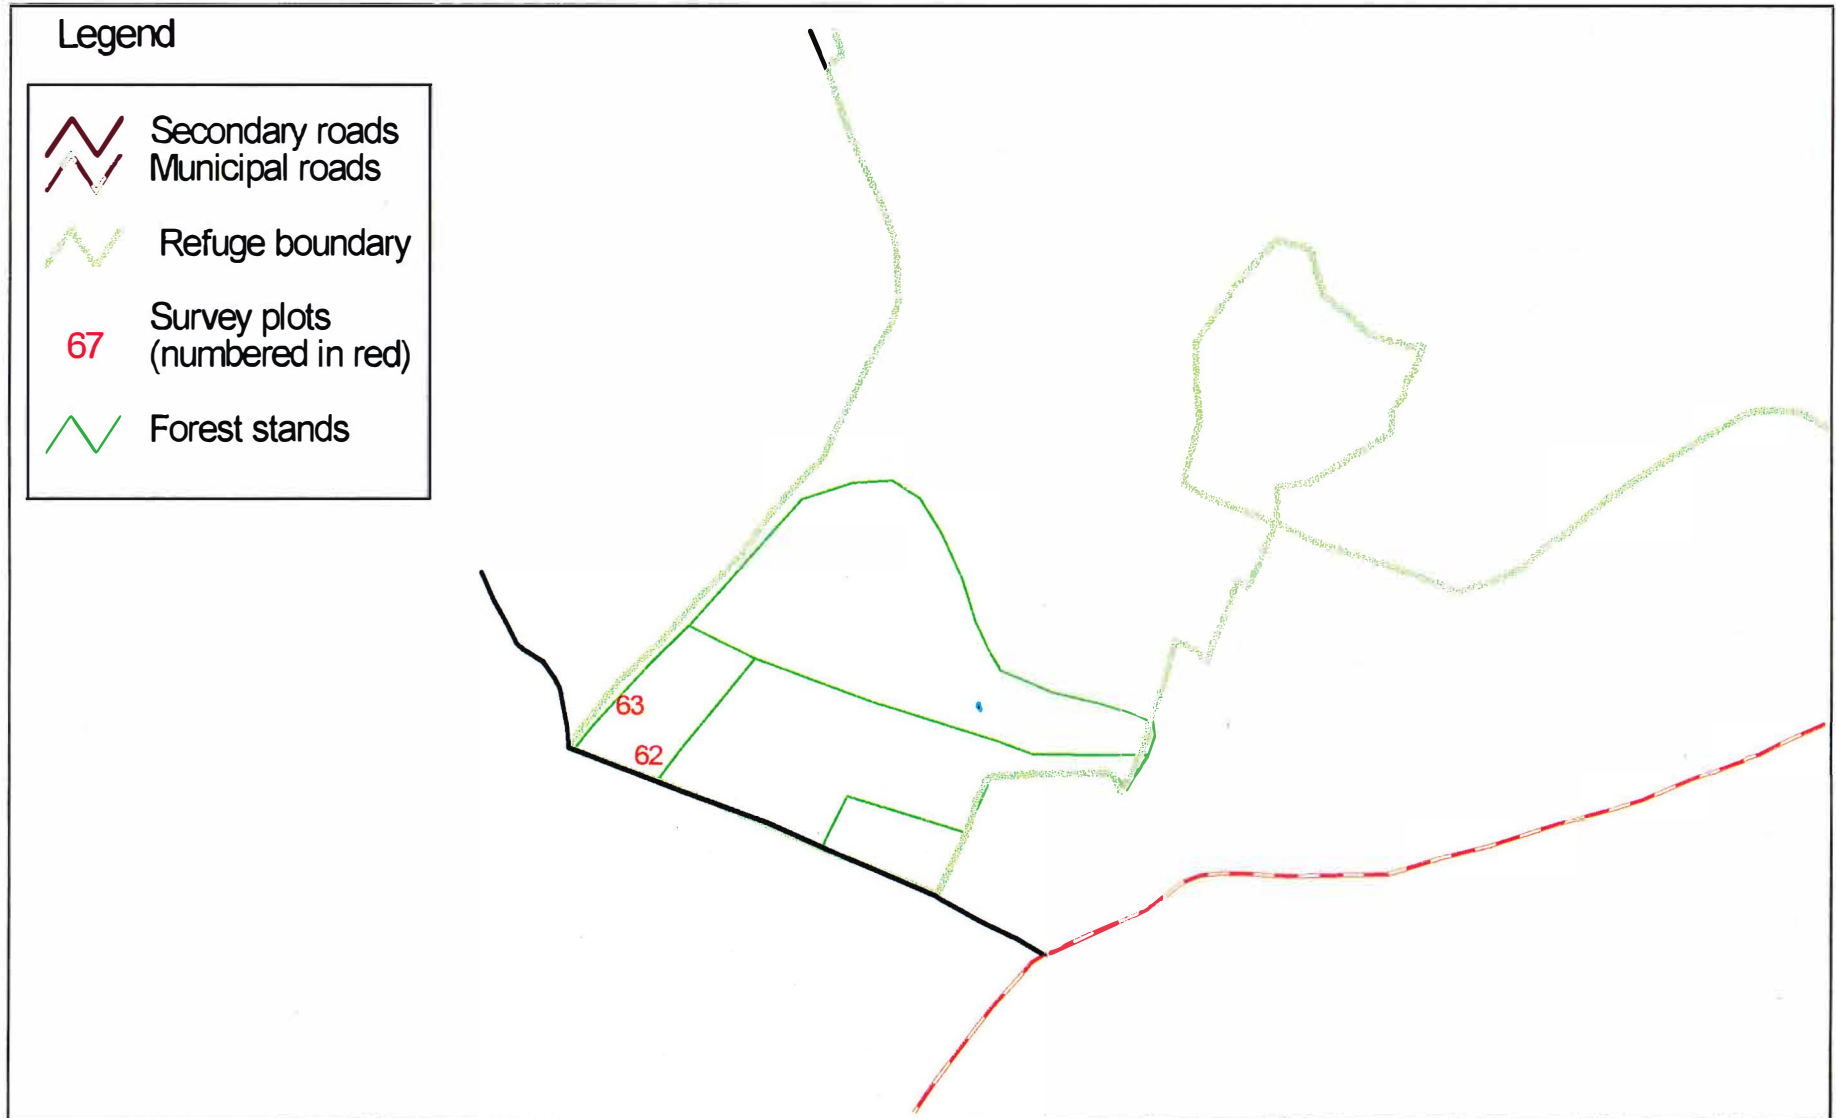 Legend
Secondary roads
Municipal roads
Refuge boundary
Survey plots
67
(numbered in red)
Forest stands
63
62